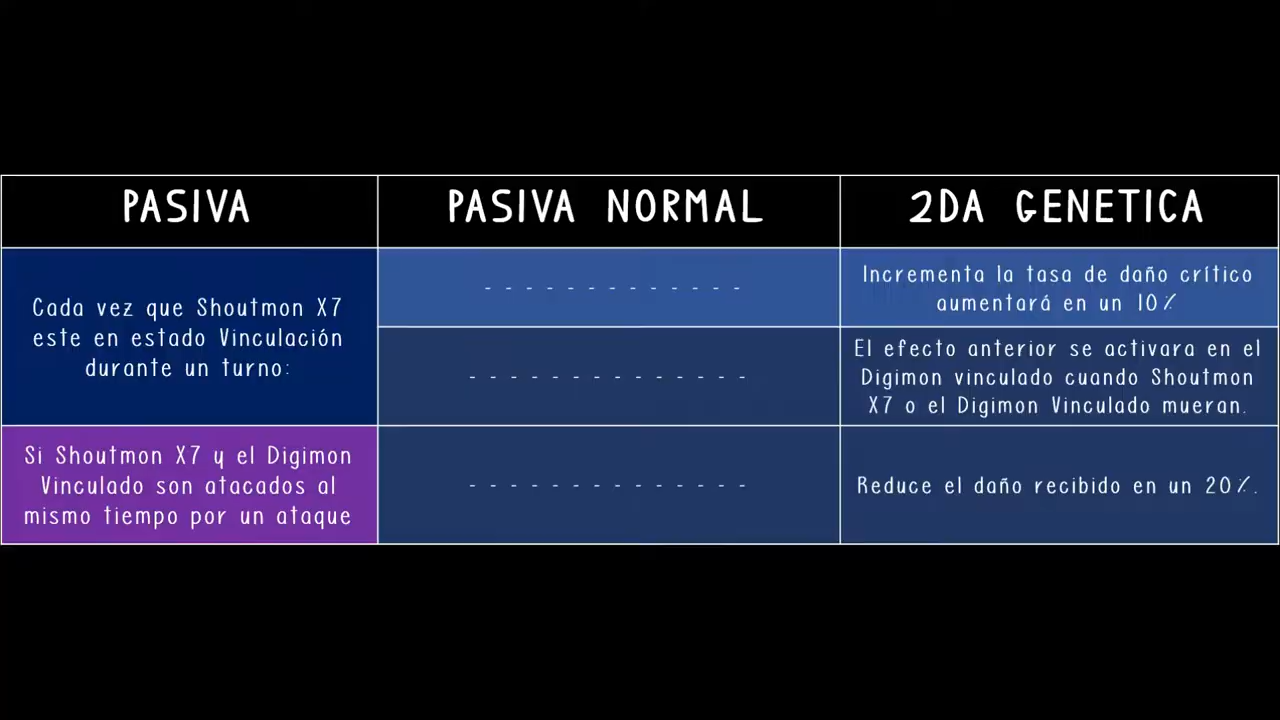 PASIVA
PASIVA NORMAL
2DA GENETICA
Cada vez que Shoutmon X7
este en estado Vinculación
durante un turno:
- - - - - - - - - - - - -
Incrementa la tasa de daño crítico
aumentará en un 10%
- - - - - - - - - - - - - -
El efecto anterior se activara en el
Digimon vinculado cuando Shoutmon
X7 o el Digimon Vinculado mueran.
Si Shoutmon X7 y el Digimon
Vinculado son atacados al
mismo tiempo por un ataque
- - - - - - - - - - - - - -
Reduce el daño recibido en un 20%.